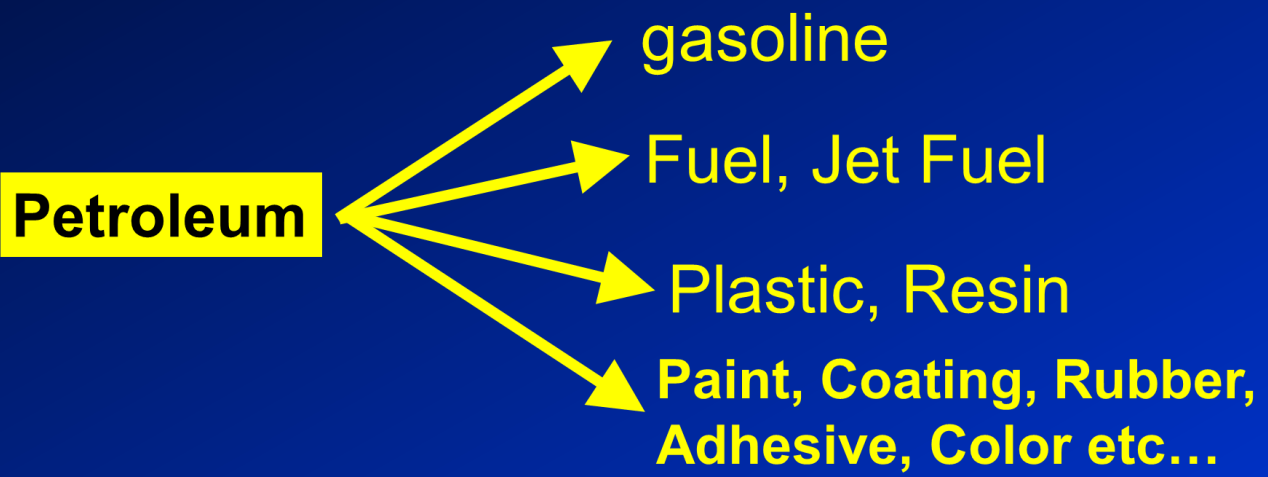 gasoline
Fuel, Jet Fuel
Petroleum
Plastic, Resin
Paint, Coating, Rubber,
Adhesive, Color etc...